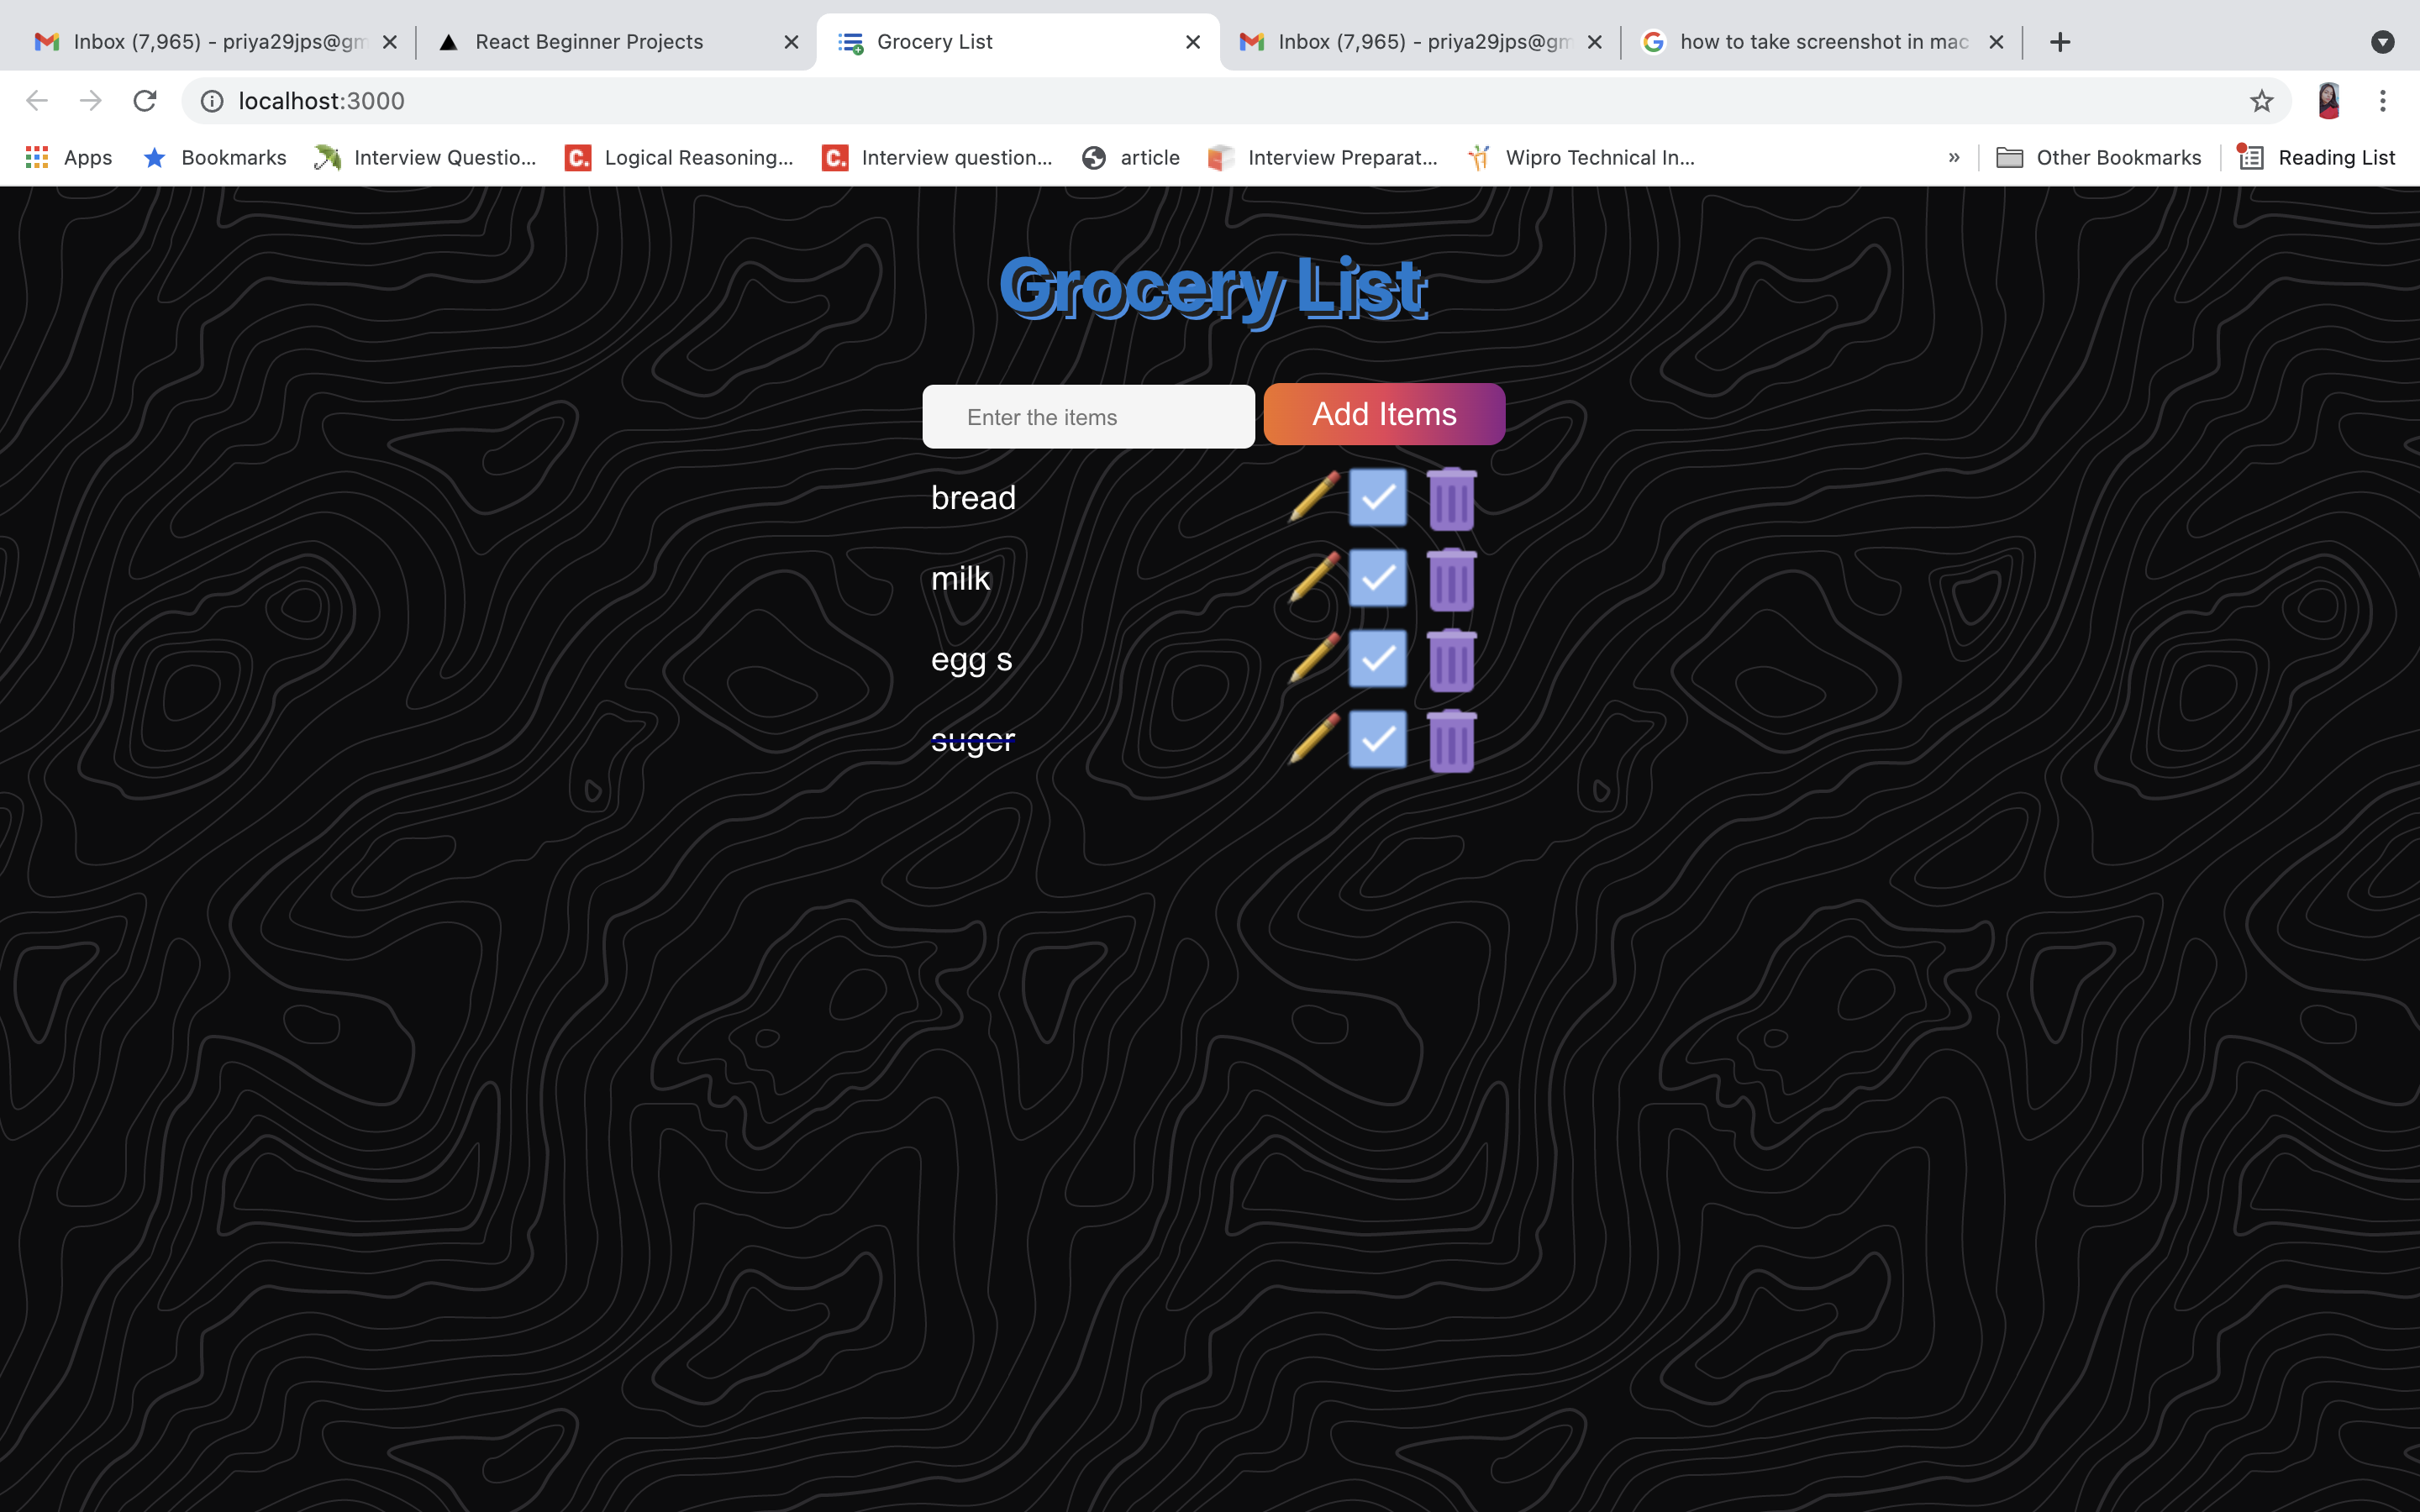 Inbox (7,965) - priya29jps@gm
React Beginner Projects
Grocery List
Inbox (7,965) - priya29jps@gm
how to take screenshot in mac
localhost:3000
Apps
Bookmarks
Interview Questio...
Logical Reasoning...
Interview question...
article
Interview Preparat...
Wipro Technical In...
»
Other Bookmarks
Reading List
Grocery List
Enter the items
Add Items
bread
milk
egg s
suger